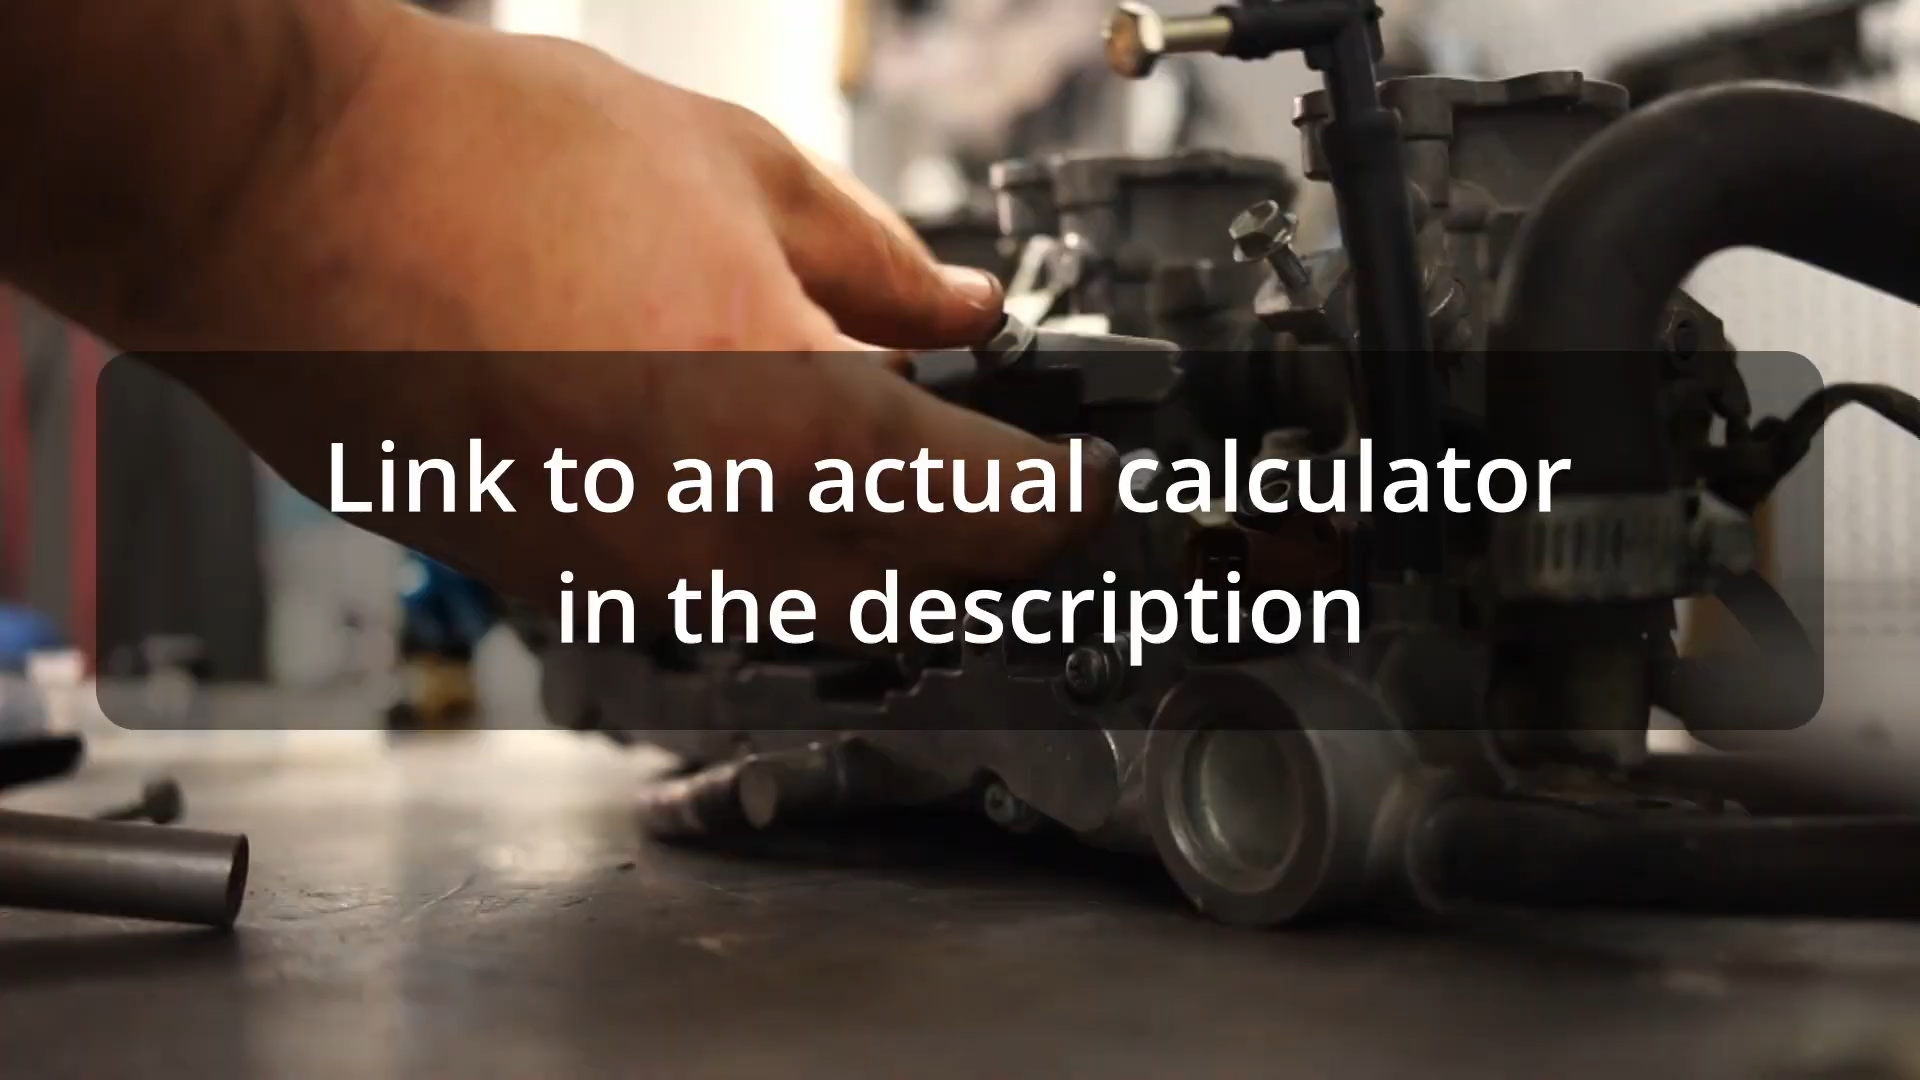 Link to an actual calculator
in the description